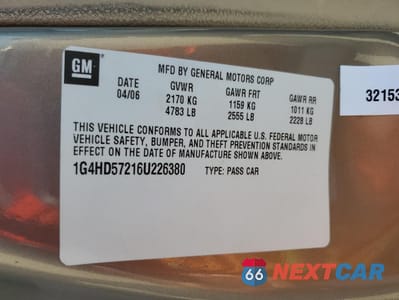 GM
MFD BY GENERAL MOTORS CORP
DATE GVWR GAWR FRT GAWR RR
04/06 2170 KG 1159 KG 1011 KG
4783 LB 2555 LB 2228 LB
THIS VEHICLE CONFORMS TO ALL APPLICABLE U.S. FEDERAL MOTOR
VEHICLE SAFETY, BUMPER, AND THEFT PREVENTION STANDARDS IN
EFFECT ON THE DATE OF MANUFACTURE SHOWN ABOVE.
1G4HD57216U226380 TYPE: PASS CAR
32153
66 NEXTCAR